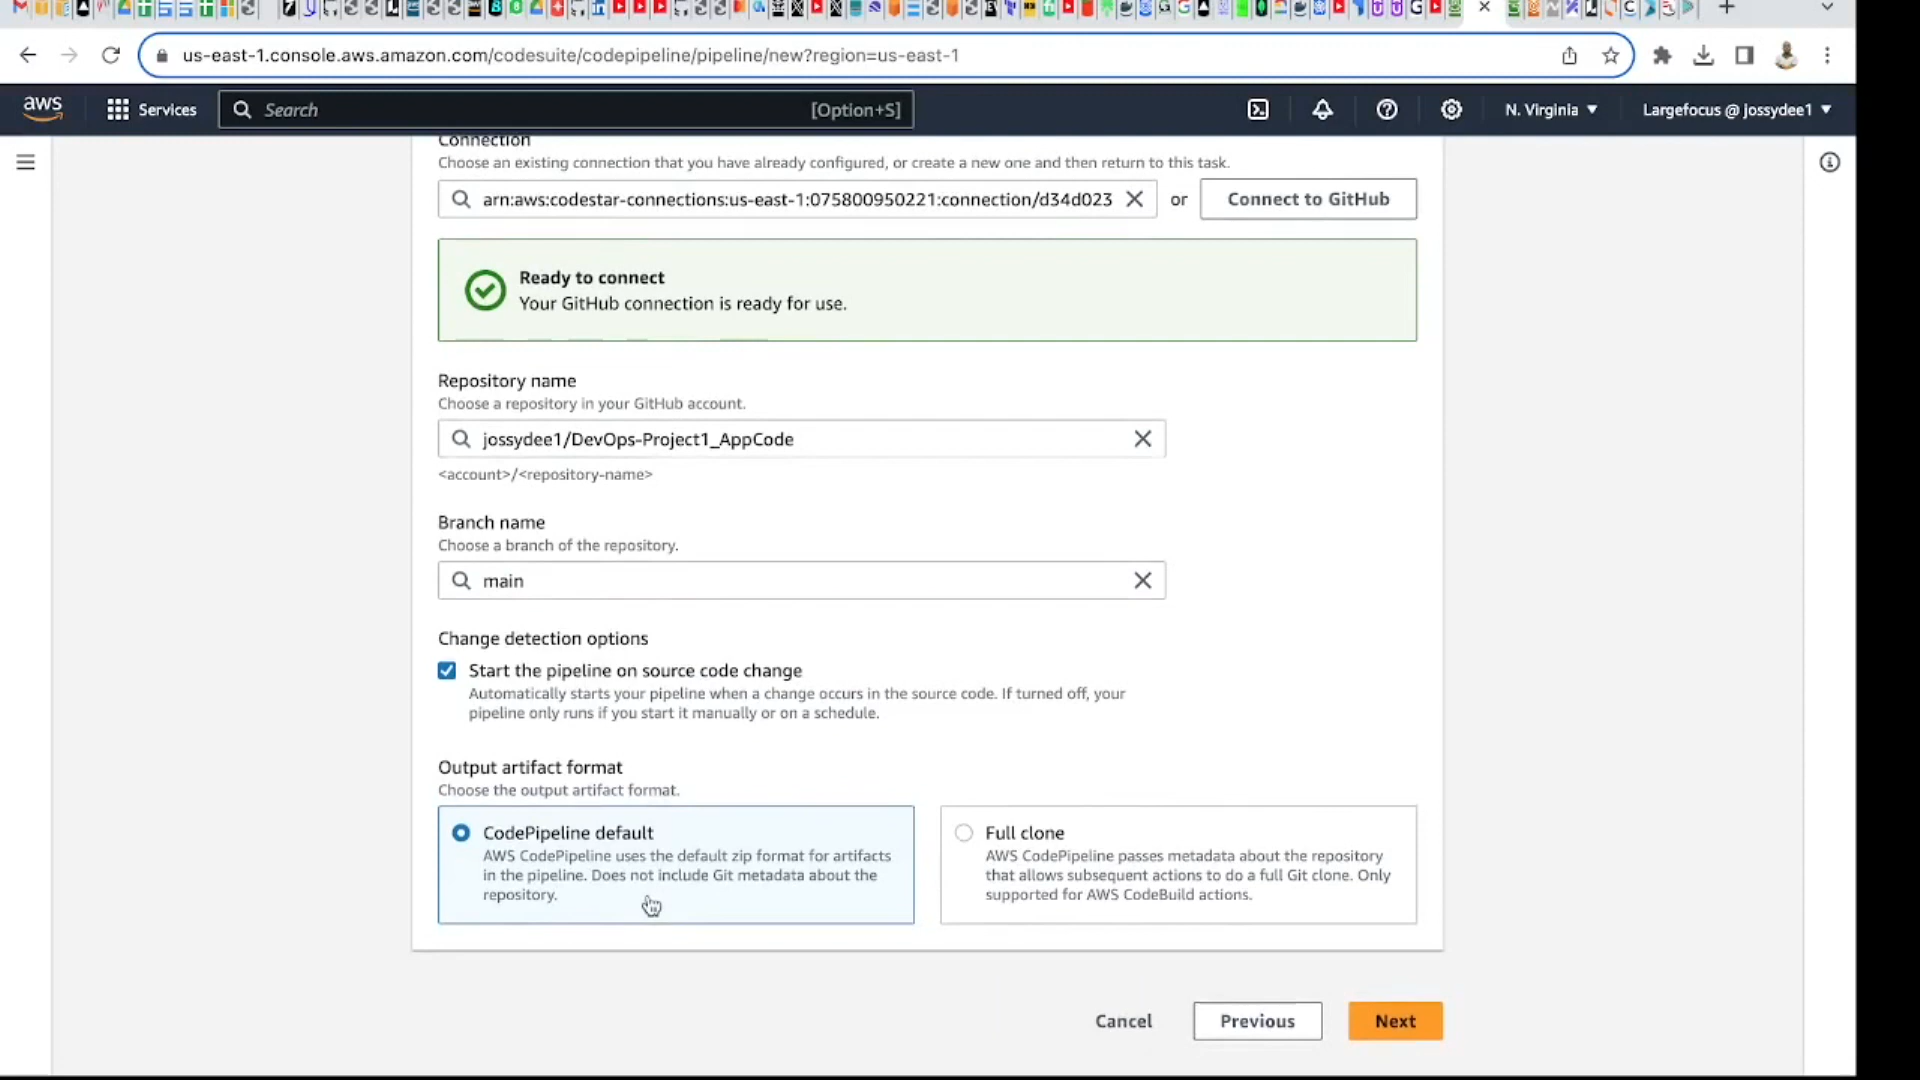 us-east-1.console.aws.amazon.com/codesuite/codepipeline/pipeline/new?region=us-east-1
aws
Services
Search
[Option+S]
N. Virginia
Largefocus @ jossydee1
Connection
Choose an existing connection that you have already configured, or create a new one and then return to this task.
arn:aws:codestar-connections:us-east-1:075800950221:connection/d34d023
or
Connect to GitHub
Ready to connect
Your GitHub connection is ready for use.
Repository name
Choose a repository in your GitHub account.
jossydee1/DevOps-Project1_AppCode
<account>/<repository-name>
Branch name
Choose a branch of the repository.
main
Change detection options
Start the pipeline on source code change
Automatically starts your pipeline when a change occurs in the source code. If turned off, your
pipeline only runs if you start it manually or on a schedule.
Output artifact format
Choose the output artifact format.
CodePipeline default
AWS CodePipeline uses the default zip format for artifacts
in the pipeline. Does not include Git metadata about the
repository.
Full clone
AWS CodePipeline passes metadata about the repository
that allows subsequent actions to do a full Git clone. Only
supported for AWS CodeBuild actions.
Cancel
Previous
Next